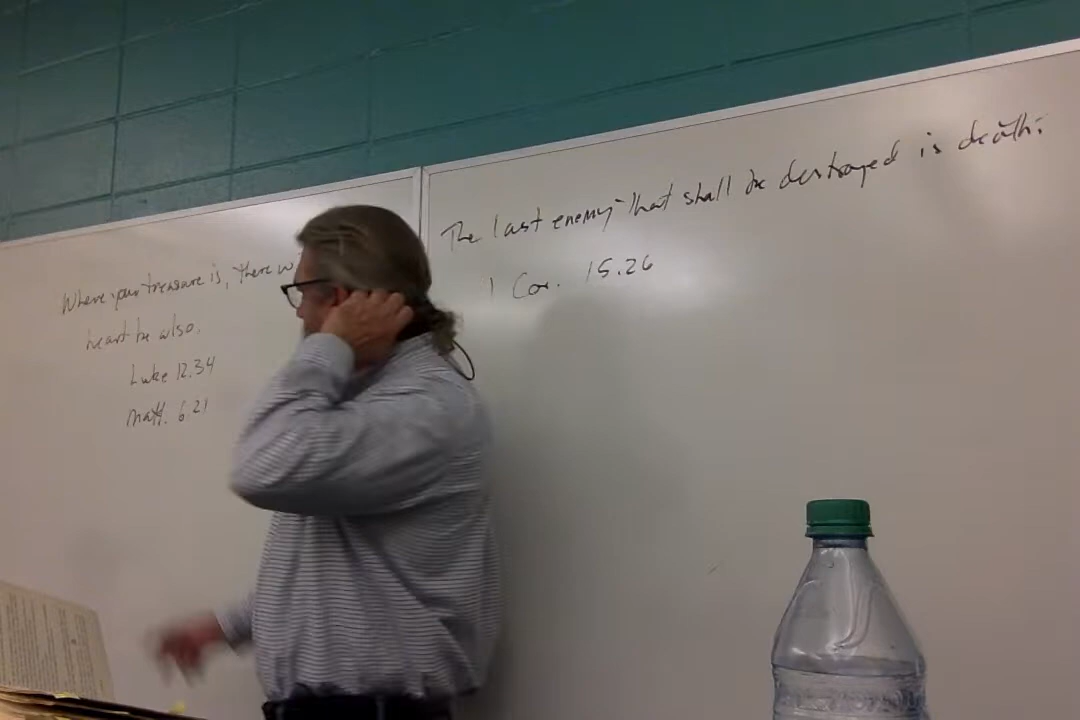 Where your treasure is, there w
heart be also.
Luke 12.34
Matt. 6.21
The last enemy that shall be destroyed is death.
1 Cor. 15.26